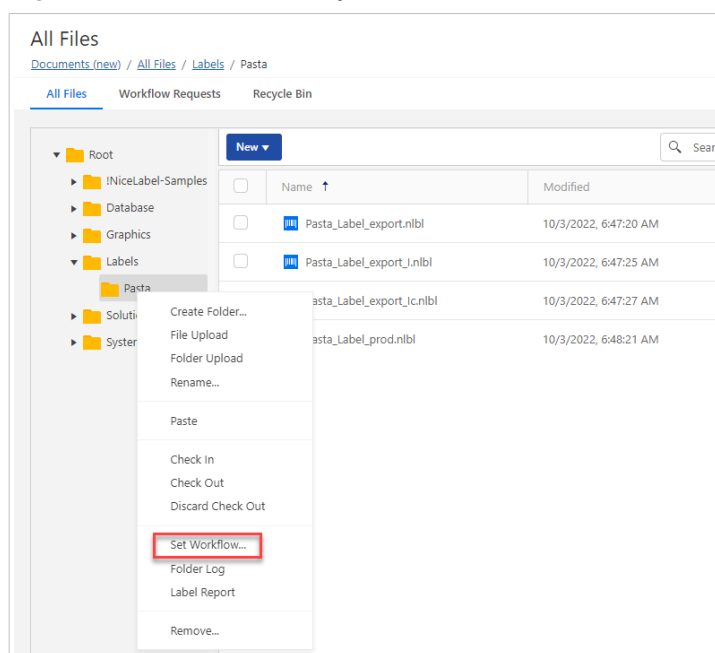 All Files
Documents (new) / All Files / Labels / Pasta
All Files Workflow Requests Recycle Bin
Root
!NiceLabel-Samples
Database
Graphics
Labels
Pasta
New
Name Modified
Pasta_Label_export.nlbl 10/3/2022, 6:47:20 AM
Pasta_Label_export_I.nlbl 10/3/2022, 6:47:25 AM
asta_Label_export_Ic.nlbl 10/3/2022, 6:47:27 AM
asta_Label_prod.nlbl 10/3/2022, 6:48:21 AM
Create Folder...
File Upload
Folder Upload
Rename...
Paste
Check In
Check Out
Discard Check Out
Set Workflow...
Folder Log
Label Report
Remove...